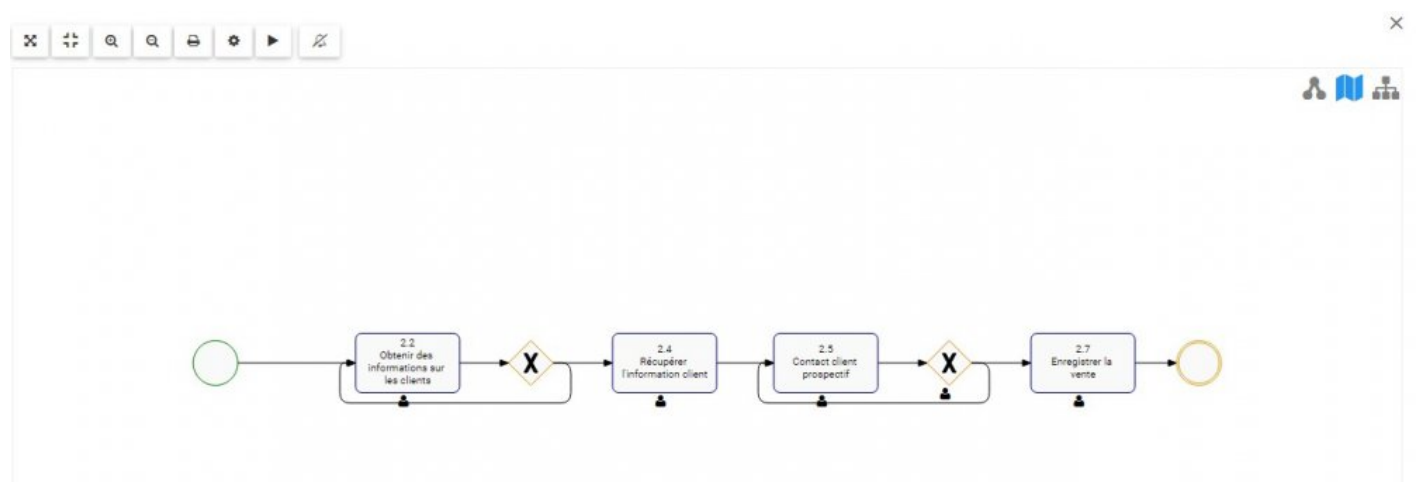 2.2
Obtenir des
informations sur
les clients
X
2.4
Récupérer
l'information client
2.5
Contact client
prospectif
X
2.7
Enregistrer la
vente